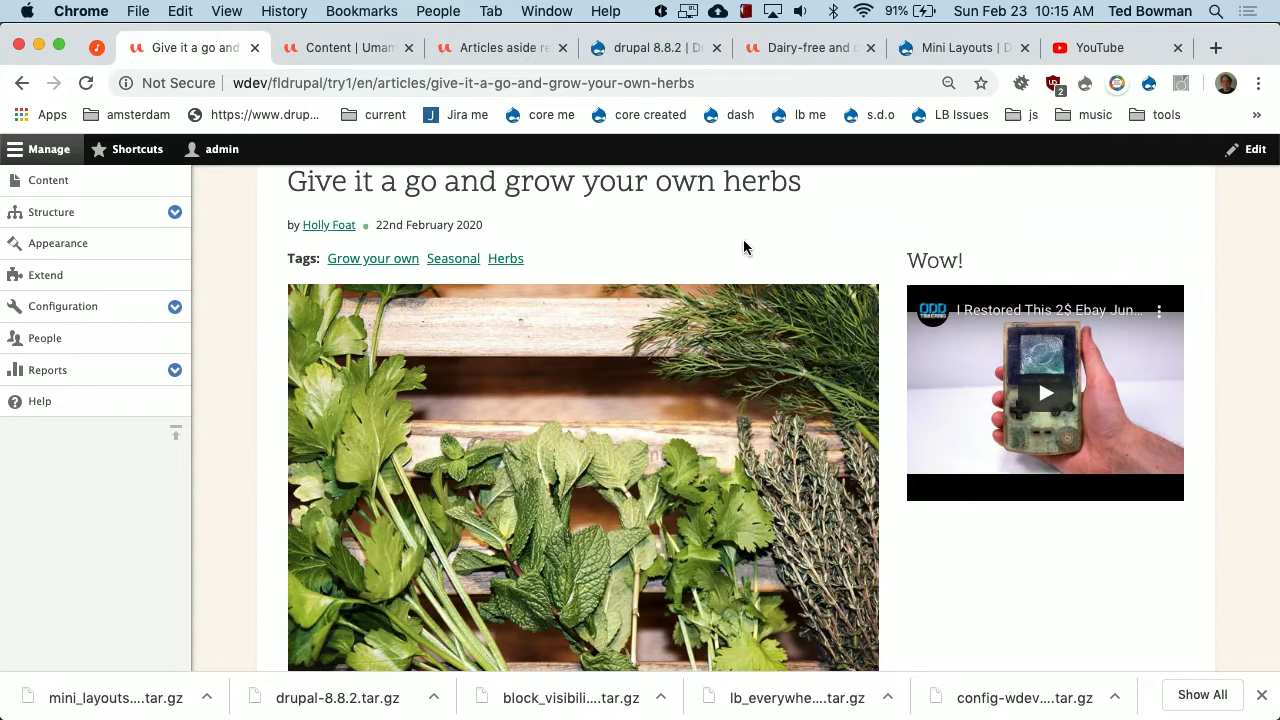 Chrome File Edit View History Bookmarks People Tab Window Help 91% Sun Feb 23 10:15 AM Ted Bowman
Give it a go and Content | Umam Articles aside re drupal 8.8.2 | D Dairy-free and d Mini Layouts | D YouTube
Not Secure wdev/fldrupal/try1/en/articles/give-it-a-go-and-grow-your-own-herbs 2
Apps amsterdam https://www.drup... current Jira me core me core created dash lb me s.d.o LB Issues js music tools »
Manage Shortcuts admin Edit
Content
Structure
Appearance
Extend
Configuration
People
Reports
Help
Give it a go and grow your own herbs
by Holly Foat 22nd February 2020
Tags: Grow your own Seasonal Herbs
Wow!
ODD TINKERING I Restored This 2$ Ebay Jun...
mini_layouts....tar.gz drupal-8.8.2.tar.gz block_visibili....tar.gz lb_everywhe....tar.gz config-wdev....tar.gz Show All